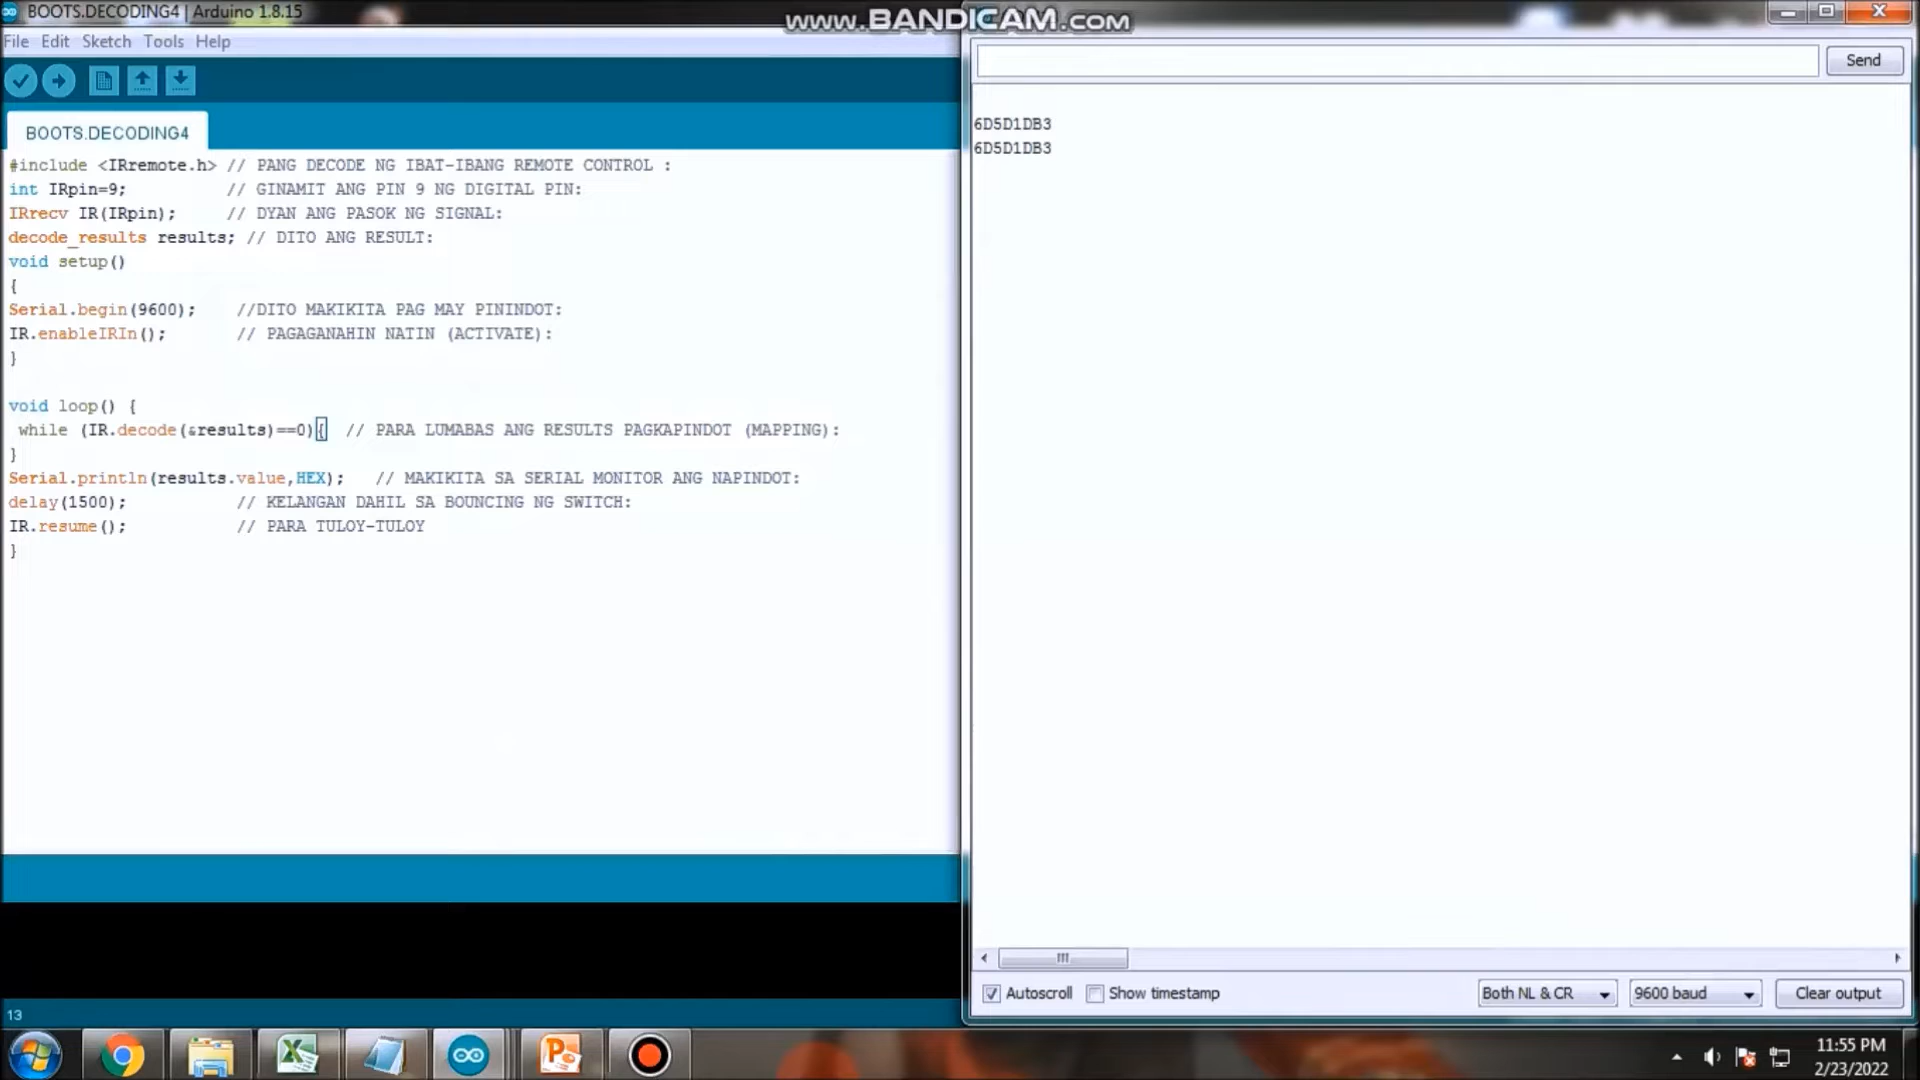 BOOTS.DECODING4 | Arduino 1.8.15
www.BANDICAM.com
File Edit Sketch Tools Help
Send
BOOTS.DECODING4
#include <IRremote.h> // PANG DECODE NG IBAT-IBANG REMOTE CONTROL :
int IRpin=9; // GINAMIT ANG PIN 9 NG DIGITAL PIN:
IRrecv IR(IRpin); // DYAN ANG PASOK NG SIGNAL:
decode_results results; // DITO ANG RESULT:
void setup()
{
Serial.begin(9600); //DITO MAKIKITA PAG MAY PININDOT:
IR.enableIRIn(); // PAGAGANAHIN NATIN (ACTIVATE):
}
void loop() {
while (IR.decode(&results)==0){ // PARA LUMABAS ANG RESULTS PAGKAPINDOT (MAPPING):
}
Serial.println(results.value,HEX); // MAKIKITA SA SERIAL MONITOR ANG NAPINDOT:
delay(1500); // KELANGAN DAHIL SA BOUNCING NG SWITCH:
IR.resume(); // PARA TULOY-TULOY
}
6D5D1DB3
6D5D1DB3
Autoscroll Show timestamp Both NL & CR 9600 baud Clear output
13
11:55 PM
2/23/2022